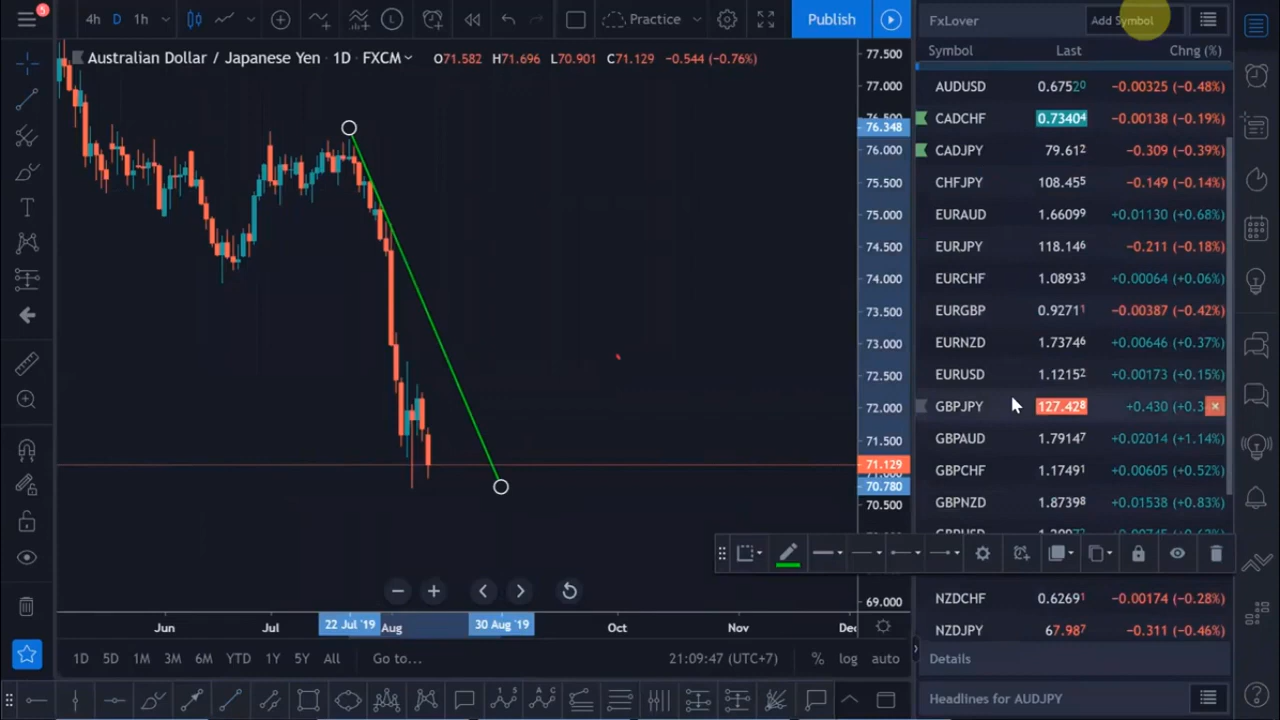 5
4h D 1h Practice Publish
FxLover Add Symbol
Symbol Last Chng (%)
Australian Dollar / Japanese Yen · 1D · FXCM O71.582 H71.696 L70.901 C71.129 −0.544 (−0.76%)
77.500
77.000
76.348
76.000
75.500
75.000
74.500
74.000
73.500
73.000
72.500
72.000
71.500
71.129
70.780
70.500
69.000
AUDUSD 0.67520 −0.00325 (−0.48%)
CADCHF 0.73404 −0.00138 (−0.19%)
CADJPY 79.612 −0.309 (−0.39%)
CHFJPY 108.455 −0.149 (−0.14%)
EURAUD 1.66099 +0.01130 (+0.68%)
EURJPY 118.146 −0.211 (−0.18%)
EURCHF 1.08933 +0.00064 (+0.06%)
EURGBP 0.92711 −0.00387 (−0.42%)
EURNZD 1.73746 +0.00646 (+0.37%)
EURUSD 1.12152 +0.00173 (+0.15%)
GBPJPY 127.428 +0.430 (+0.3
GBPAUD 1.79147 +0.02014 (+1.14%)
GBPCHF 1.17491 +0.00605 (+0.52%)
GBPNZD 1.87398 +0.01538 (+0.83%)
NZDCHF 0.62691 −0.00174 (−0.28%)
NZDJPY 67.987 −0.311 (−0.46%)
Jun Jul 22 Jul '19 Aug 30 Aug '19 Oct Nov Dec
1D 5D 1M 3M 6M YTD 1Y 5Y All Go to... 21:09:47 (UTC+7) % log auto
Details
Headlines for AUDJPY